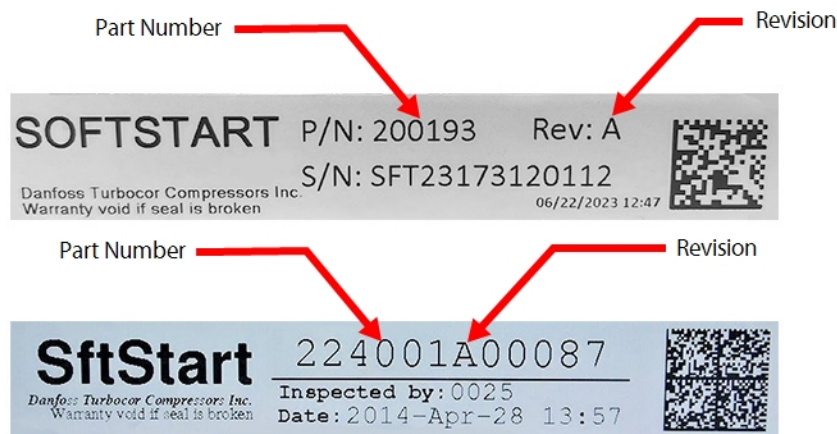 Part Number
Revision
SOFTSTART P/N: 200193 Rev: A
S/N: SFT23173120112
Danfoss Turbocor Compressors Inc.
Warranty void if seal is broken
06/22/2023 12:47
Part Number
Revision
SftStart 224001A00087
Danfoss Turbocor Compressors Inc.
Warranty void if seal is broken
Inspected by:0025
Date:2014-Apr-28 13:57